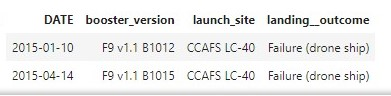 DATE booster_version launch_site landing__outcome
2015-01-10 F9 v1.1 B1012 CCAFS LC-40 Failure (drone ship)
2015-04-14 F9 v1.1 B1015 CCAFS LC-40 Failure (drone ship)